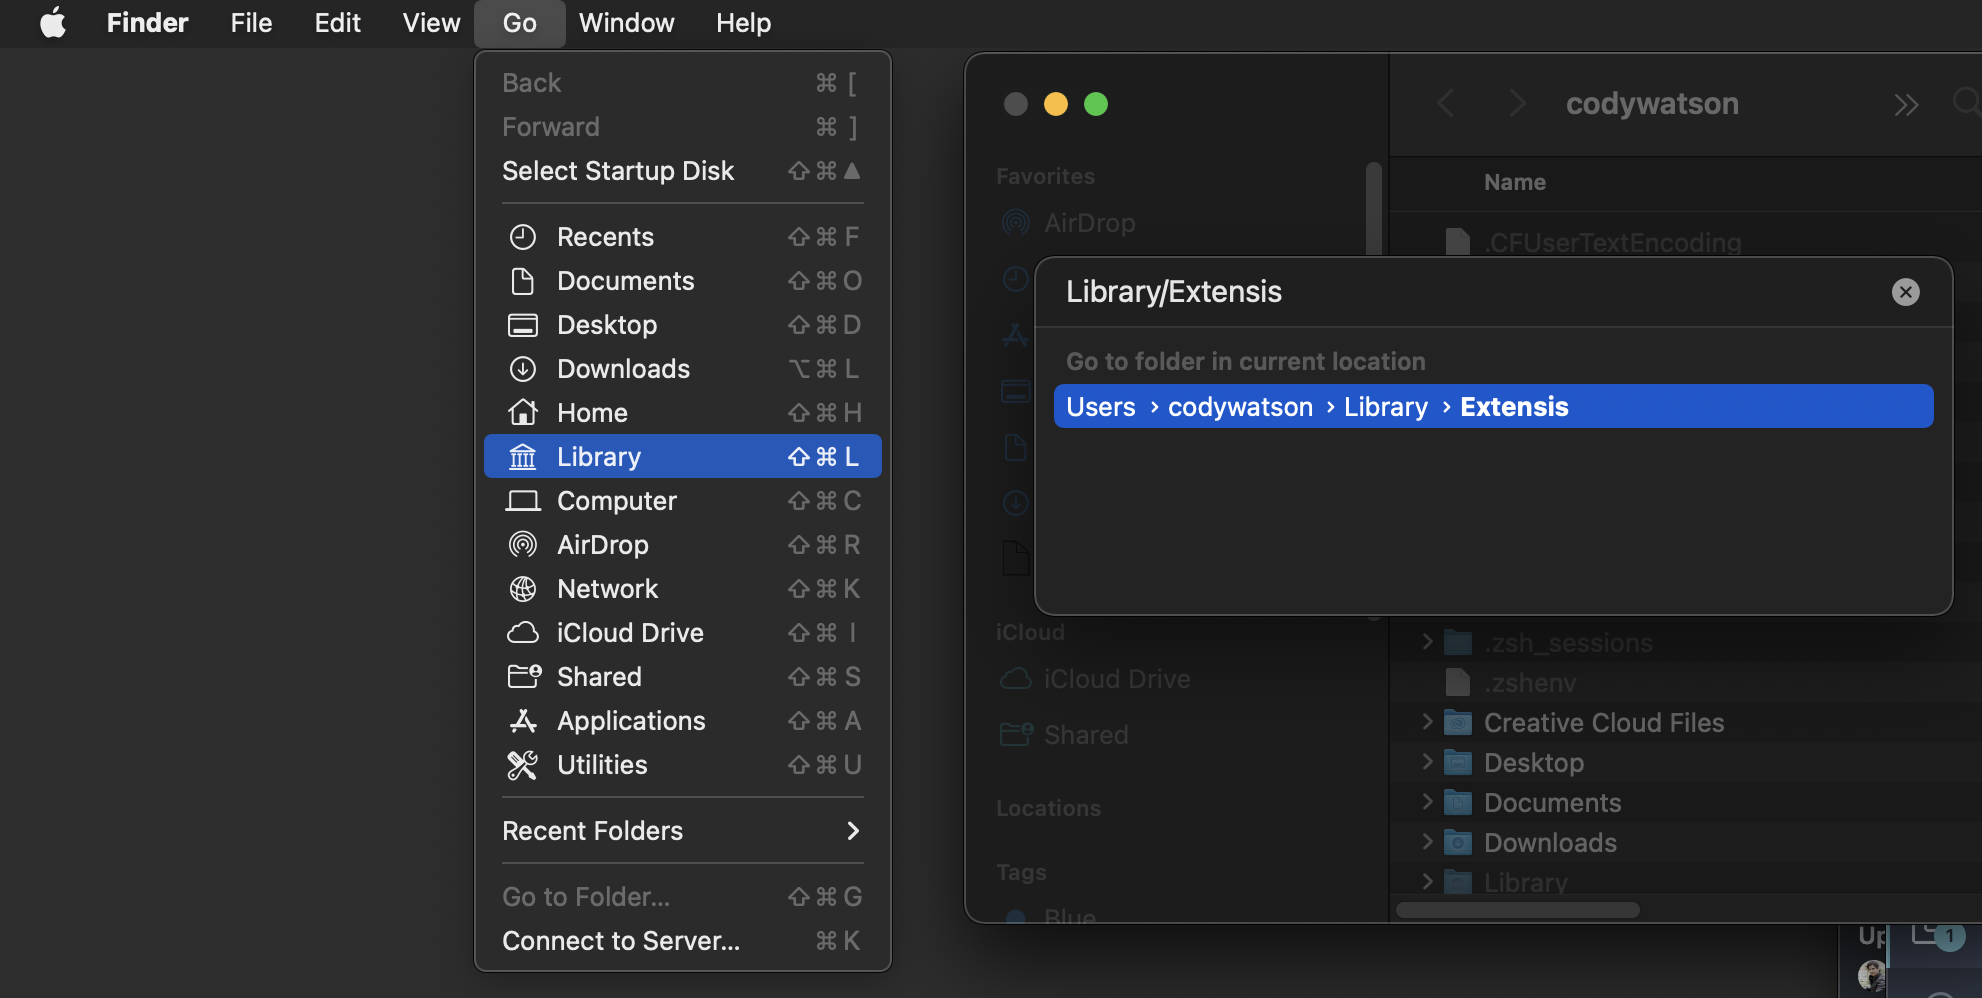 Finder File Edit View Go Window Help
Back ⌘ [
Forward ⌘ ]
Select Startup Disk ⇧⌘▲
Recents ⇧⌘F
Documents ⇧⌘O
Desktop ⇧⌘D
Downloads ⌥⌘L
Home ⇧⌘H
Library ⇧⌘L
Computer ⇧⌘C
AirDrop ⇧⌘R
Network ⇧⌘K
iCloud Drive ⇧⌘I
Shared ⇧⌘S
Applications ⇧⌘A
Utilities ⇧⌘U
Recent Folders
Go to Folder... ⇧⌘G
Connect to Server... ⌘K
codywatson
Favorites
AirDrop
iCloud
iCloud Drive
Shared
Locations
Tags
Blue
Name
.CFUserTextEncoding
Library/Extensis
Go to folder in current location
Users › codywatson › Library › Extensis
.zsh_sessions
.zshenv
Creative Cloud Files
Desktop
Documents
Downloads
Library
1